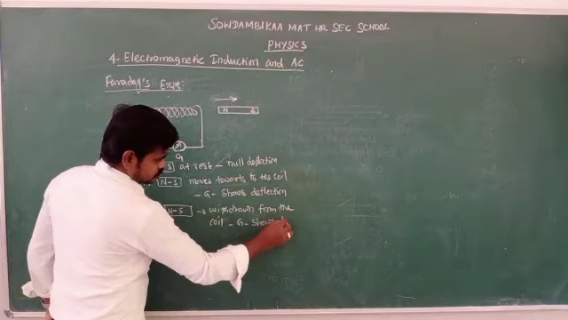 SOWDAMBIKAA MAT HR SEC SCHOOL
PHYSICS
4. Electromagnetic Induction and AC
Faraday's Expt:
N S
G
S at rest - null deflection
N-S moves towards to the coil
- G- Shows deflection
N-S → withdrawn from the
coil - G- Shows